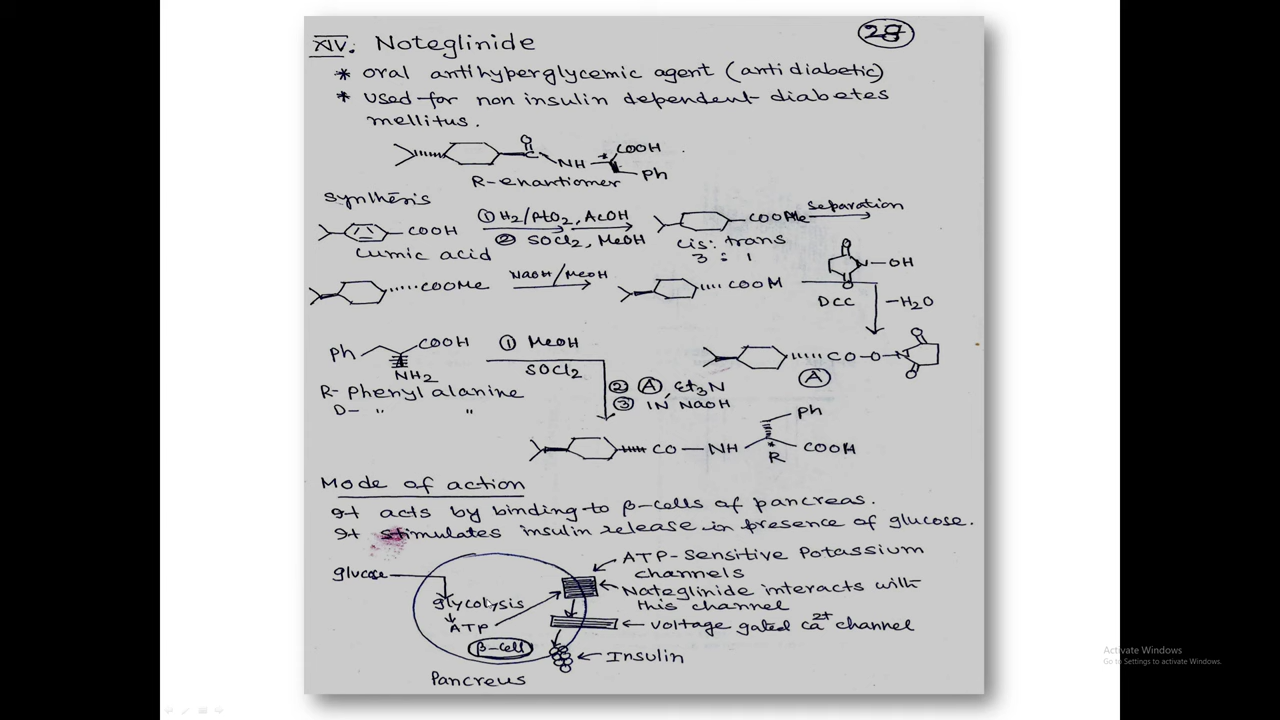 XIV. Noteglinide
28
* oral antihyperglycemic agent (antidiabetic)
* used for non insulin dependent diabetes
mellitus.
O
C NH * COOH
Ph
R-enantiomer
synthesis
COOH
① H2/PtO2, AcOH
② SOCl2, MeOH
COOMe
separation
cumic acid
cis: trans
3 : 1
COOMe
NaOH/MeOH
COOM
O
N-OH
O
DCC
-H2O
Ph COOH
NH2
① MeOH
SOCl2
CO-O-N
O
O
Ⓐ
R- Phenyl alanine
D- " "
② Ⓐ, Et3N
③ IN NaOH
Ph
CO - NH * COOH
R
Mode of action
It acts by binding to β-cells of pancreas.
It stimulates insulin release in presence of glucose.
ATP-Sensitive Potassium
channels
glucose
Nateglinide interacts with
this channel
glycolysis
ATP
voltage gated Ca2+ channel
β-cell
Insulin
Pancreus
Activate Windows
Go to Settings to activate Windows.